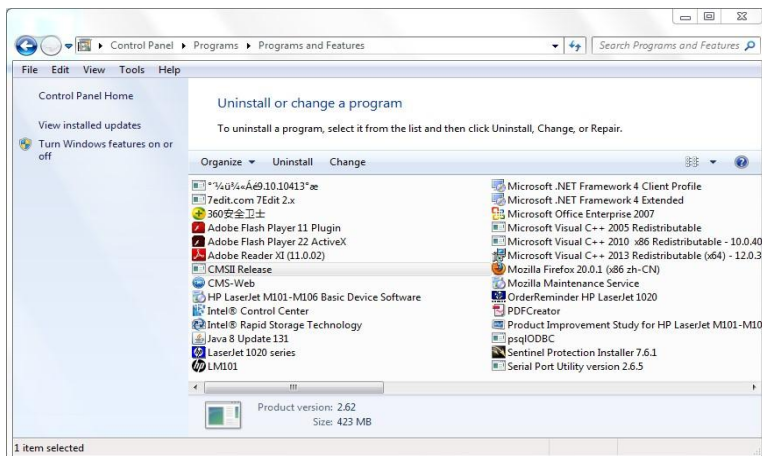 Control Panel ▸ Programs ▸ Programs and Features
Search Programs and Features
File Edit View Tools Help
Control Panel Home
View installed updates
Turn Windows features on or
off
Uninstall or change a program
To uninstall a program, select it from the list and then click Uninstall, Change, or Repair.
Organize Uninstall Change
°´¾ü¾«Áé9.10.10413°æ
7edit.com 7Edit 2.x
360安全卫士
Adobe Flash Player 11 Plugin
Adobe Flash Player 22 ActiveX
Adobe Reader XI (11.0.02)
CMSII Release
CMS-Web
HP LaserJet M101-M106 Basic Device Software
Intel® Control Center
Intel® Rapid Storage Technology
Java 8 Update 131
LaserJet 1020 series
LM101
Microsoft .NET Framework 4 Client Profile
Microsoft .NET Framework 4 Extended
Microsoft Office Enterprise 2007
Microsoft Visual C++ 2005 Redistributable
Microsoft Visual C++ 2010 x86 Redistributable - 10.0.40
Microsoft Visual C++ 2013 Redistributable (x64) - 12.0.3
Mozilla Firefox 20.0.1 (x86 zh-CN)
Mozilla Maintenance Service
OrderReminder HP LaserJet 1020
PDFCreator
Product Improvement Study for HP LaserJet M101-M10
psqlODBC
Sentinel Protection Installer 7.6.1
Serial Port Utility version 2.6.5
Product version: 2.62
Size: 423 MB
1 item selected